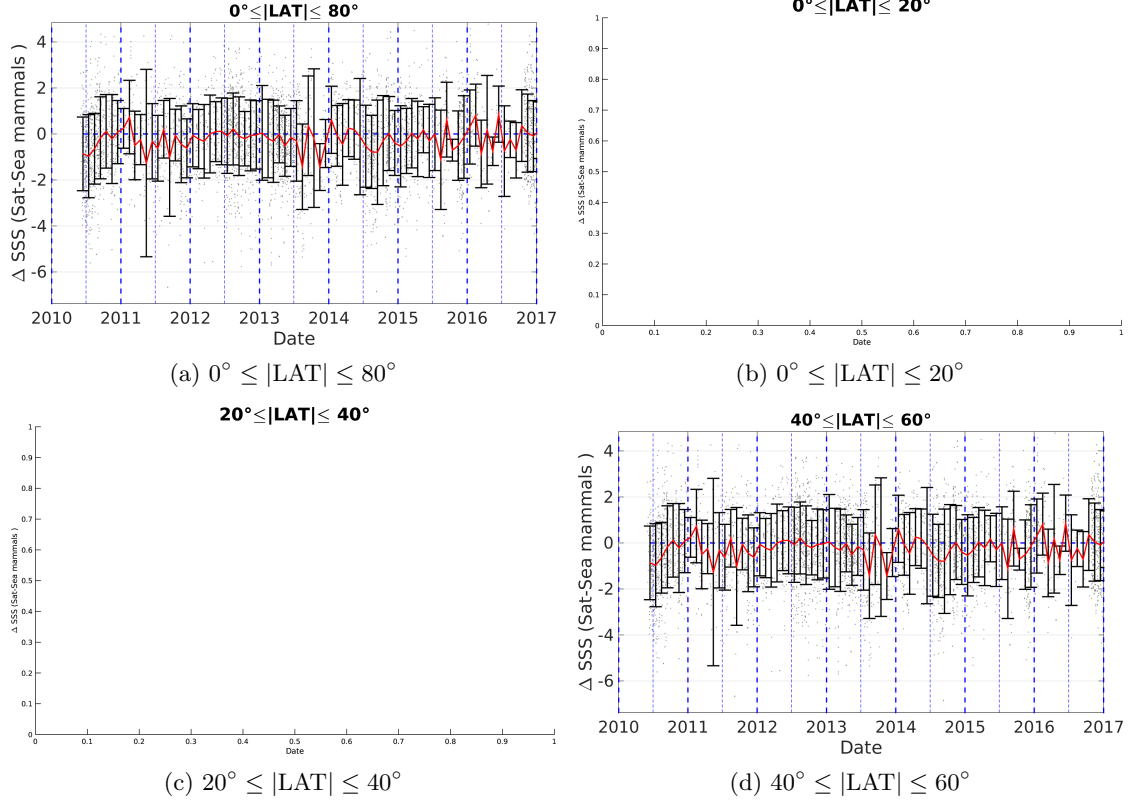 0°≤|LAT|≤ 80°
4
2
0
-2
-4
-6
Δ SSS (Sat-Sea mammals )
2010 2011 2012 2013 2014 2015 2016 2017
Date
(a) 0° ≤ |LAT| ≤ 80°
0°≤|LAT|≤ 20°
1
0.9
0.8
0.7
0.6
0.5
0.4
0.3
0.2
0.1
0
Δ SSS (Sat-Sea mammals )
0 0.1 0.2 0.3 0.4 0.5 0.6 0.7 0.8 0.9 1
Date
(b) 0° ≤ |LAT| ≤ 20°
20°≤|LAT|≤ 40°
1
0.9
0.8
0.7
0.6
0.5
0.4
0.3
0.2
0.1
0
Δ SSS (Sat-Sea mammals )
0 0.1 0.2 0.3 0.4 0.5 0.6 0.7 0.8 0.9 1
Date
(c) 20° ≤ |LAT| ≤ 40°
40°≤|LAT|≤ 60°
4
2
0
-2
-4
-6
Δ SSS (Sat-Sea mammals )
2010 2011 2012 2013 2014 2015 2016 2017
Date
(d) 40° ≤ |LAT| ≤ 60°